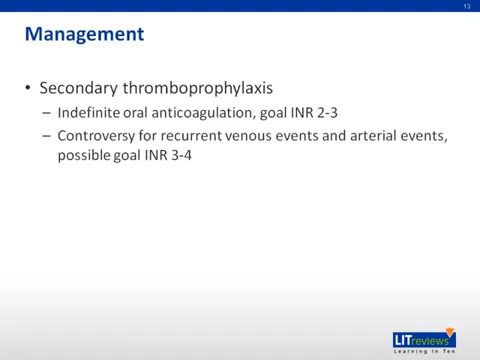 13
Management
• Secondary thromboprophylaxis
– Indefinite oral anticoagulation, goal INR 2-3
– Controversy for recurrent venous events and arterial events,
possible goal INR 3-4
LITreviews
Learning in Ten